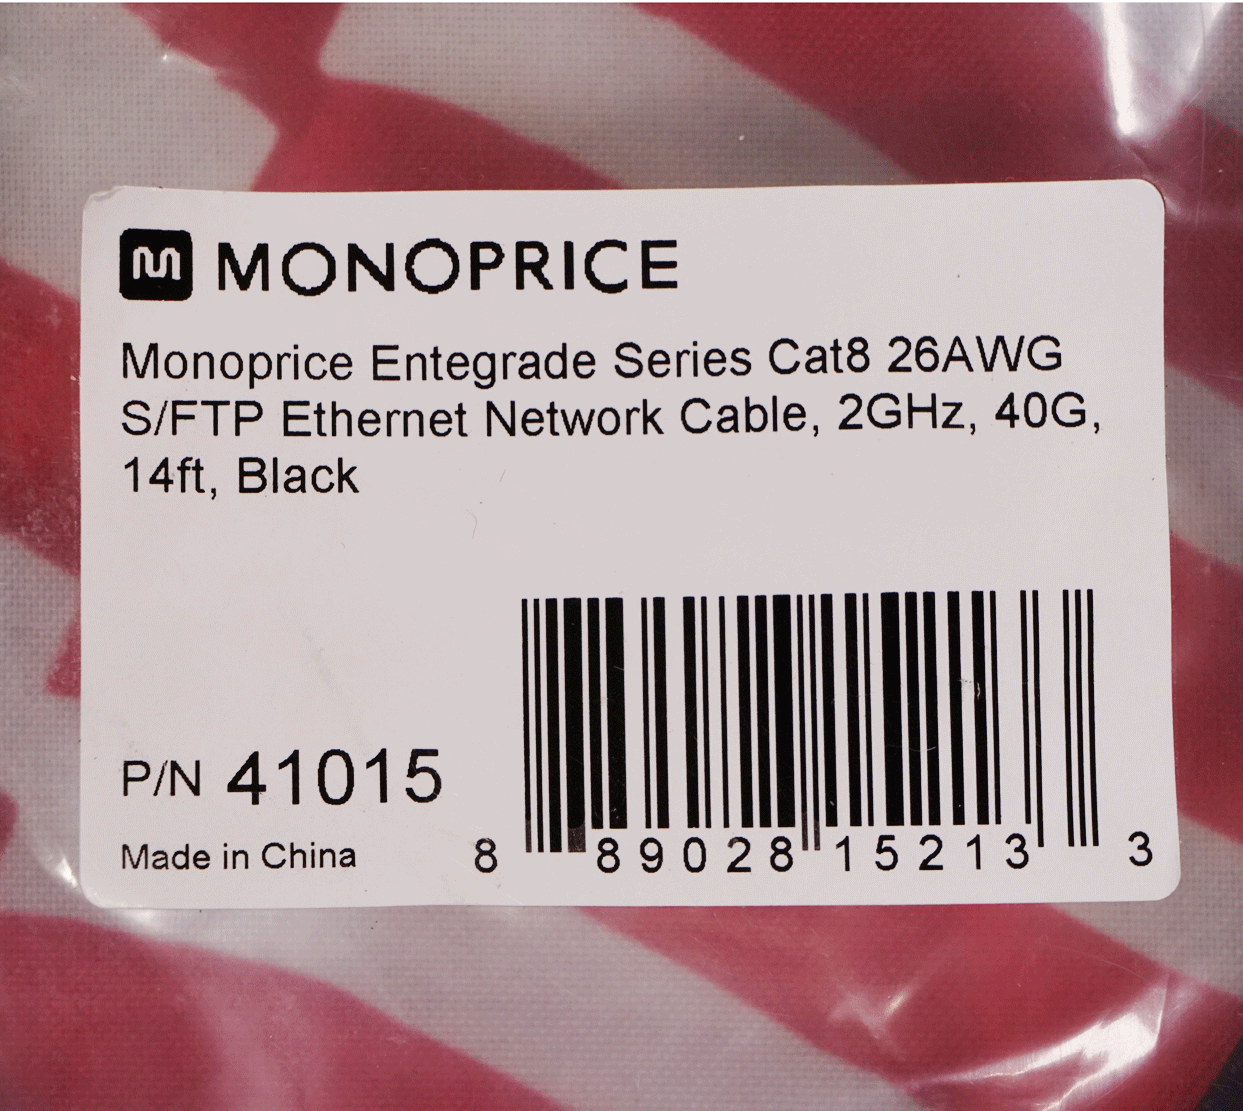 MONOPRICE
Monoprice Entegrade Series Cat8 26AWG
S/FTP Ethernet Network Cable, 2GHz, 40G,
14ft, Black
P/N 41015
Made in China
8 89028 15213 3